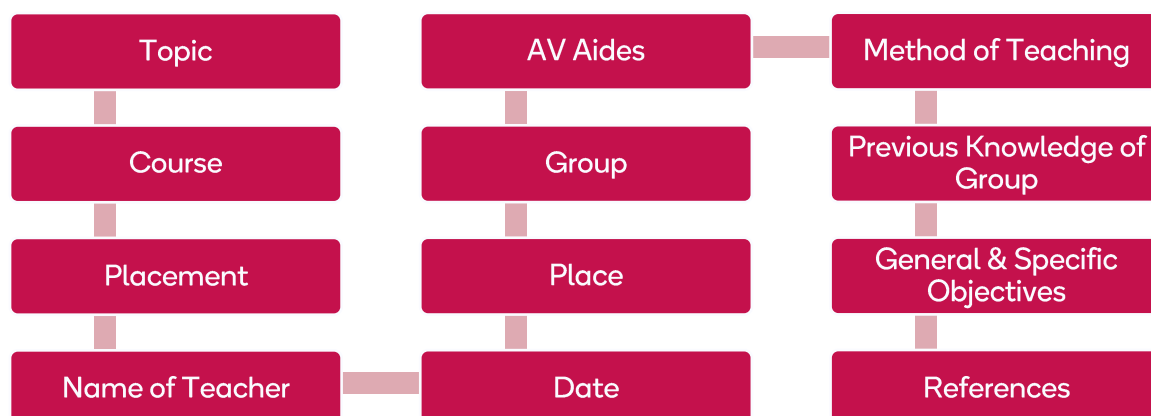 Topic
Course
Placement
Name of Teacher
Date
Place
Group
AV Aides
Method of Teaching
Previous Knowledge of
Group
General & Specific
Objectives
References